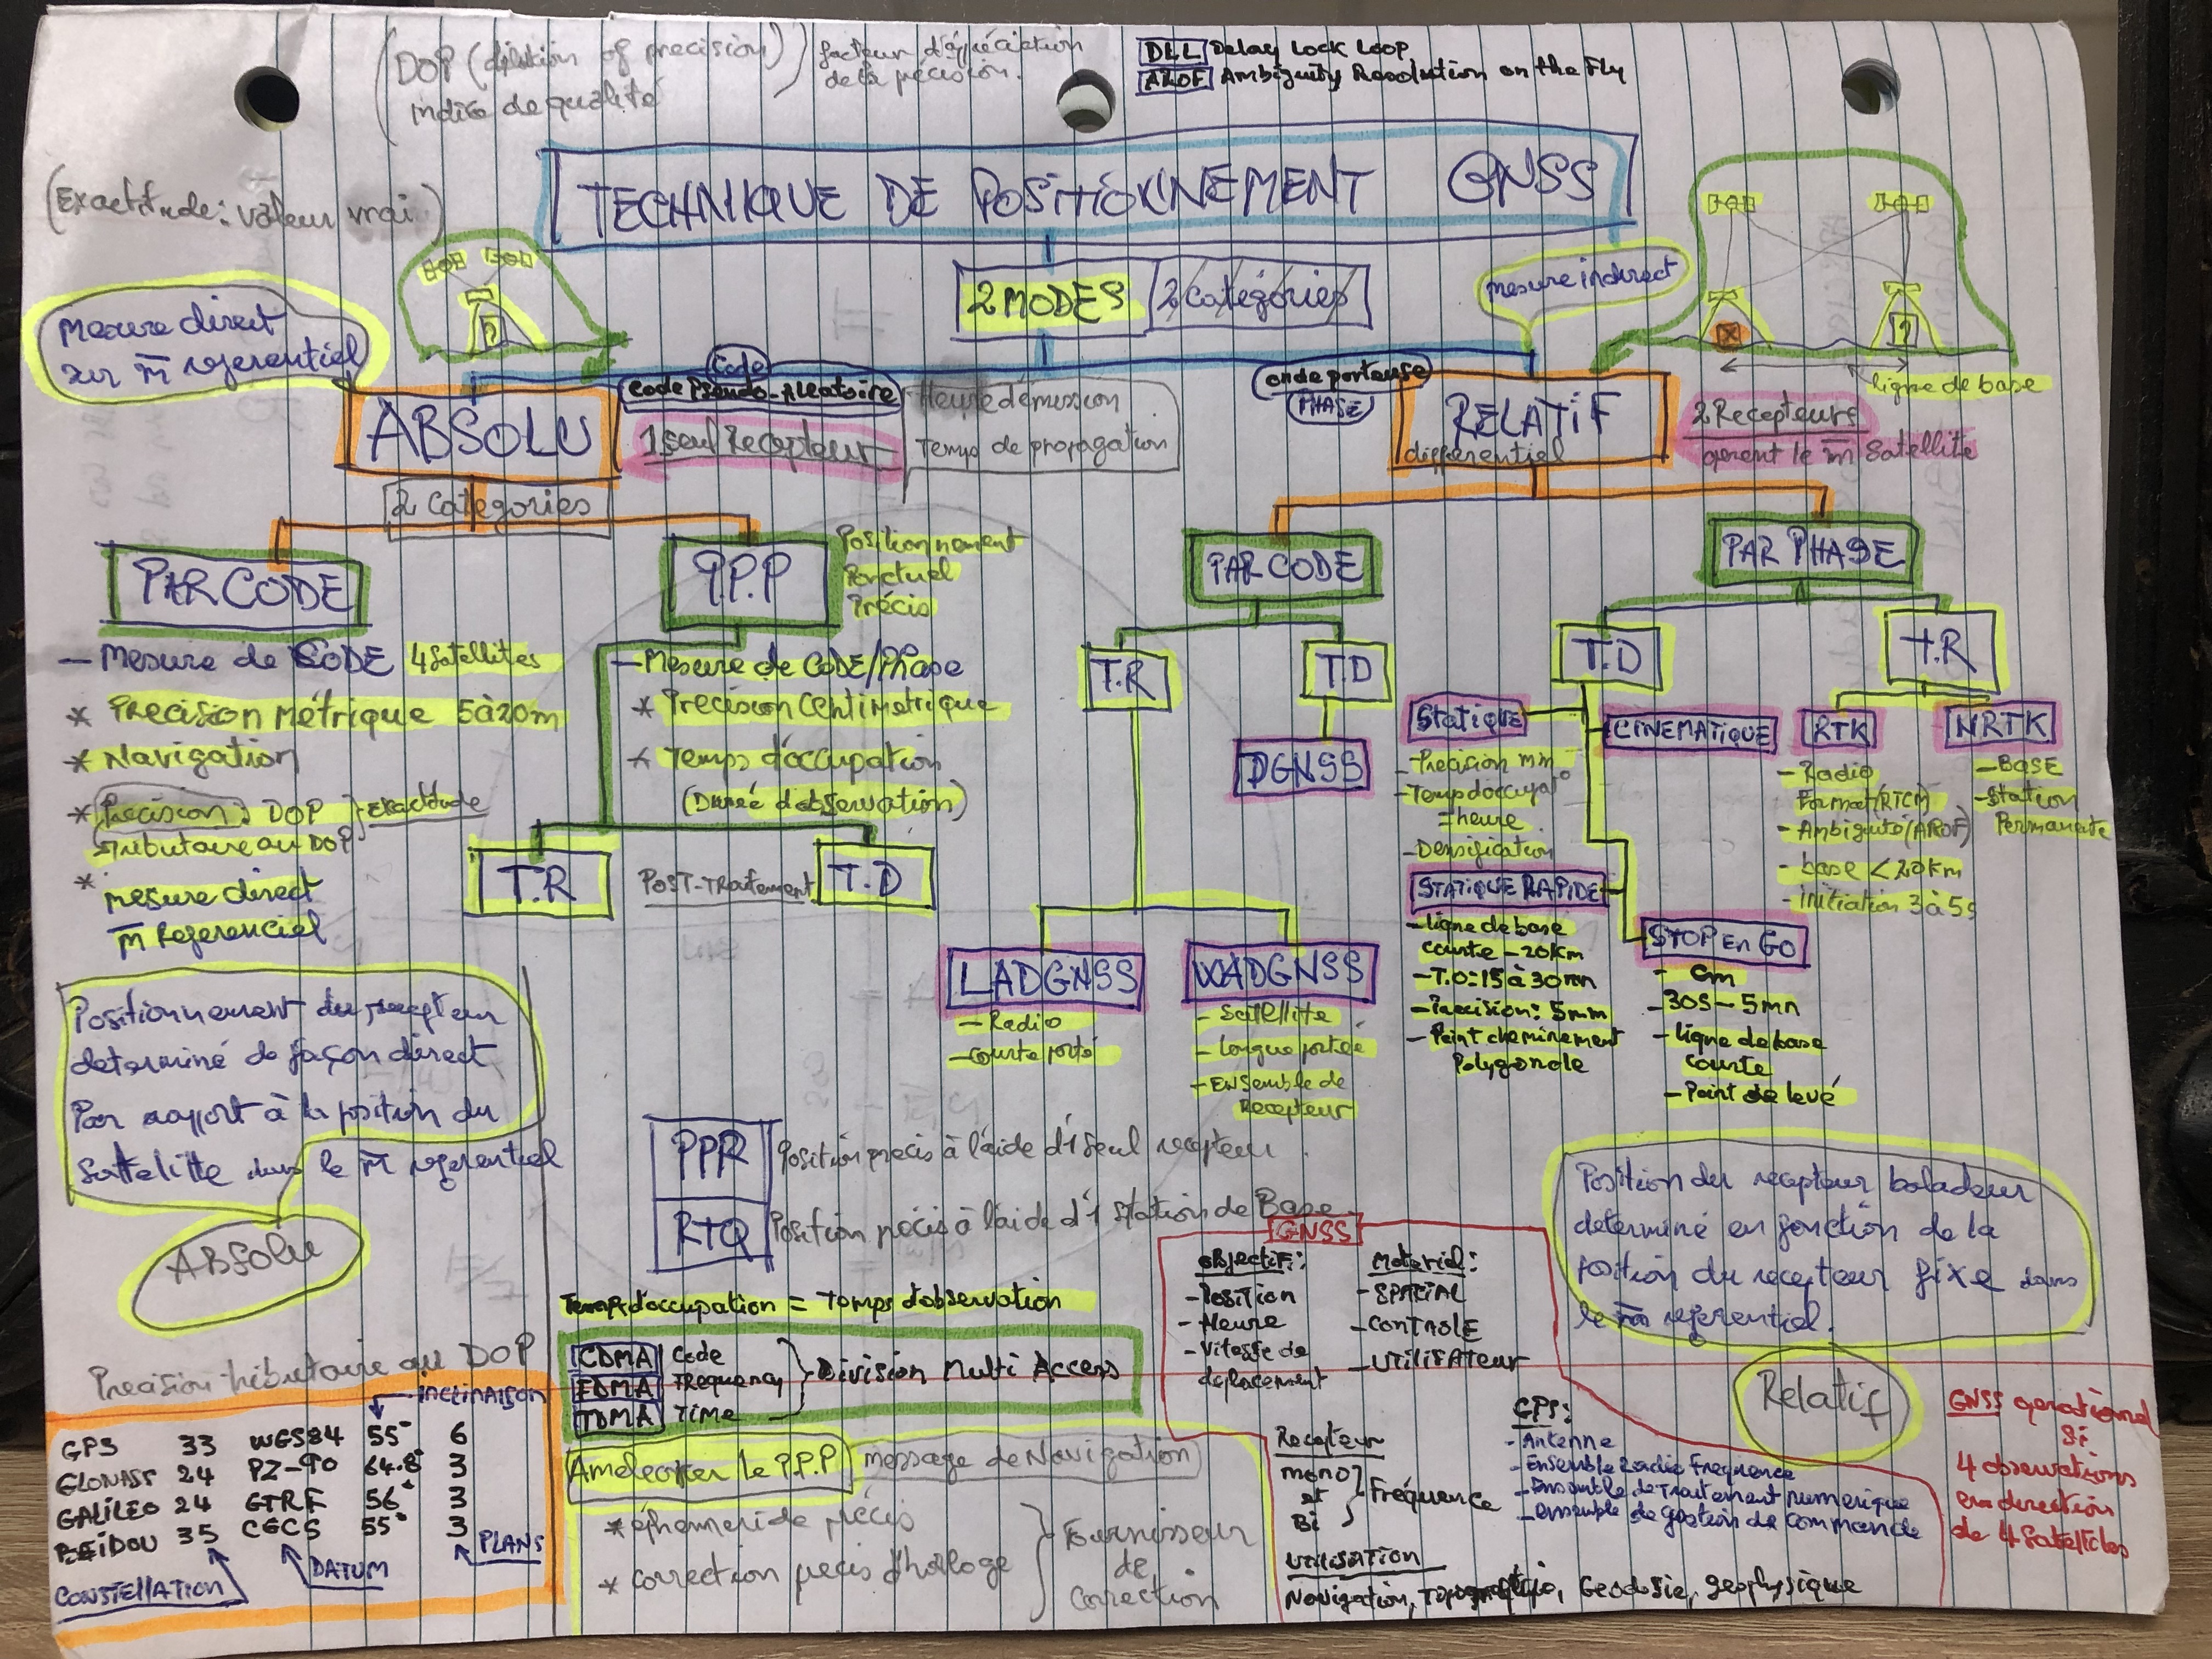 (DOP (dilution of precision)
indice de qualité
facteur d'appréciation
de la précision.
DLL Delay Lock Loop
AROF Ambiguity Resolution on the Fly
TECHNIQUE DE POSITIONNEMENT GNSS
(Exactitude: valeur vrai)
2 MODES
2 catégories
mesure indirect
Mesure direct
sur m̅ referentiel
ligne de base
ABSOLU
Code
Code Pseudo-Aleatoire
1 seul Recepteur
Heure d'émission
Temps de propagation
onde porteuse
PHASE
RELATIF
differentiel
2 Recepteurs
gerent le m̅ Satellite
2 Categories
PAR CODE
- Mesure de CODE 4 Satellites
* Precision Métrique 5 à 20m
* Navigation
* Precision: DOP
Tributaire au DOP
exactitude
* mesure direct
m̅ Referenciel
P.P.P
Positionnement
Ponctuel
Précis
- Mesure de CODE/Phase
* Precision Centimetrique
* Temps d'occupation
(Durée d'observation)
T.R
POST-Traitement
T.D
PAR CODE
T.R
T.D
DGNSS
LADGNSS
- Radio
- Courte porté
WADGNSS
- Satellite
- Longue portée
- Ensemble de
Recepteur
PAR PHASE
T.D
T.R
Statique
- Precision mm
- Temps d'occupat°
= heure
- Densification
STATIQUE RAPIDE
- ligne de base
courte - 20km
- T.O = 15 à 30mn
- Precision: 5mm
- Point cheminement
Polygonale
CINEMATIQUE
STOP En GO
- Cm
- 30S - 5mn
- ligne de base
courte
- Point de levé
RTK
- Radio
Format (RTCM)
- Ambiguité (AROF)
- base < 20km
- Initiation 3 à 5s
NRTK
- BASE
- Station
Permanate
Positionnement du recepteur
determiné de façon direct
Par rapport à la position du
Sattelitte dans le m̅ referentiel
Absolu
PPR Position précis à l'aide d'1 seul recepteur.
RTQ Position précis à l'aide d'1 Station de Base
Temps d'occupation = Temps d'observation
CDMA Code
FDMA Frequency
TDMA Time
Division Multi Access
Precision tributaire au DOP
INCLINAISON
GPS 33 WGS84 55° 6
GLONASS 24 PZ-90 64.8° 3
GALILEO 24 GTRF 56° 3
BEIDOU 35 CGCS 55° 3
PLANS
DATUM
CONSTELLATION
Ameliorer le P.P.P message de Navigation
* éphemeride précis
* correction précis d'horloge
Fournisseur
de
Correction
GNSS
objectif:
- Position
- Heure
- Vitesse de
deplacement
Materiel:
- SPATIAL
- CONTROLE
- UTILISATEUR
Recepteur
mono
et
Bi
Fréquence
GPS:
- Antenne
- Ensemble Radio Frequence
- Ensemble de Traitement numerique
- ensemble de gestion de commande
UTILISATION
Navigation, Topographie, Geodesie, geophysique
Position du recepteur baladeur
determiné en fonction de la
position du recepteur fixe dans
le m̅ referentiel.
Relatif
GNSS operationel
Si
4 observations
en direction
de 4 satellites